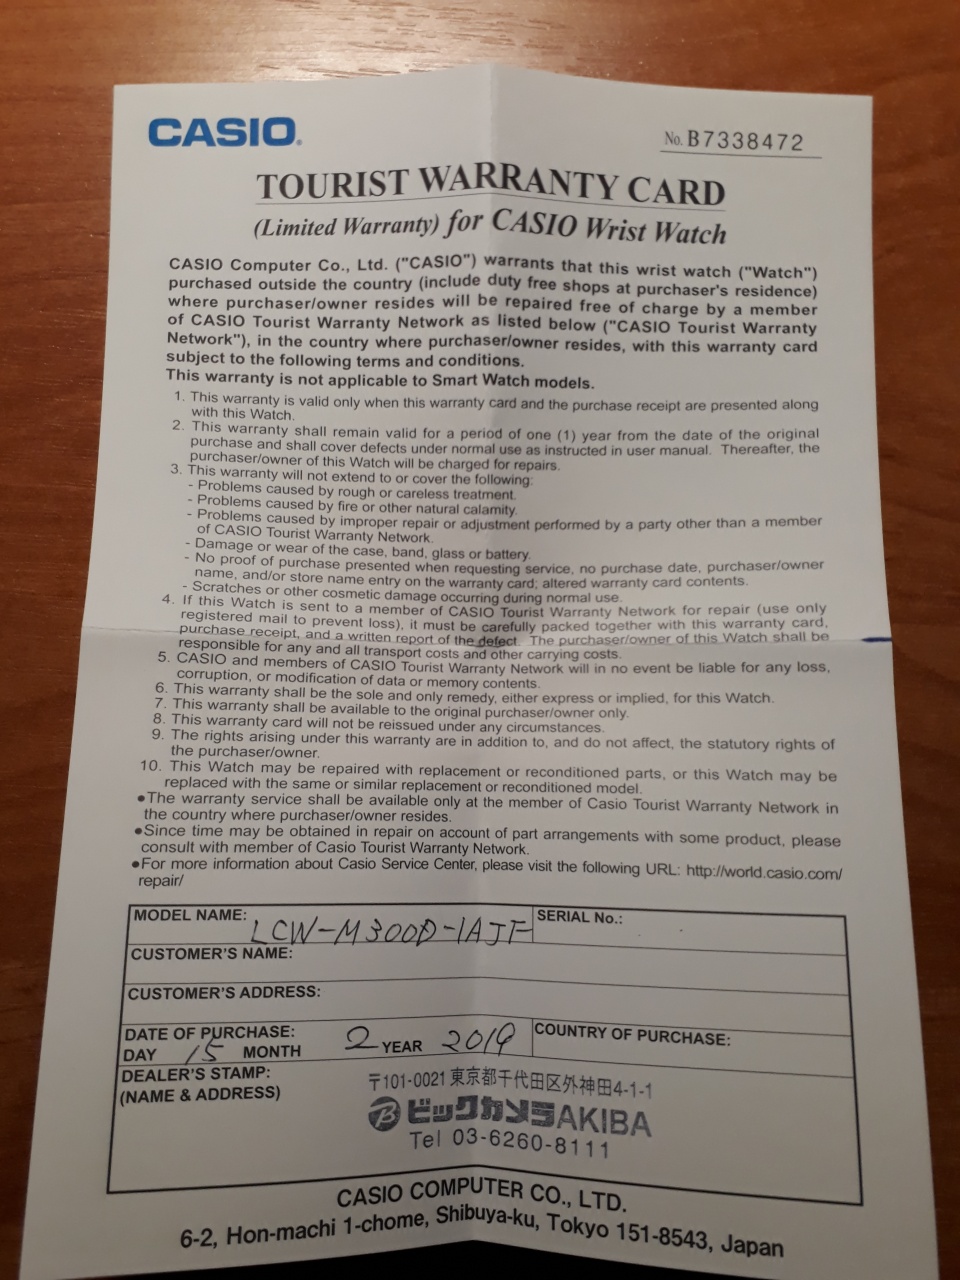 CASIO®
No. B7338472
TOURIST WARRANTY CARD
(Limited Warranty) for CASIO Wrist Watch
CASIO Computer Co., Ltd. ("CASIO") warrants that this wrist watch ("Watch")
purchased outside the country (include duty free shops at purchaser's residence)
where purchaser/owner resides will be repaired free of charge by a member
of CASIO Tourist Warranty Network as listed below ("CASIO Tourist Warranty
Network"), in the country where purchaser/owner resides, with this warranty card
subject to the following terms and conditions.
This warranty is not applicable to Smart Watch models.
1. This warranty is valid only when this warranty card and the purchase receipt are presented along
with this Watch.
2. This warranty shall remain valid for a period of one (1) year from the date of the original
purchase and shall cover defects under normal use as instructed in user manual. Thereafter, the
purchaser/owner of this Watch will be charged for repairs.
3. This warranty will not extend to or cover the following:
- Problems caused by rough or careless treatment.
- Problems caused by fire or other natural calamity.
- Problems caused by improper repair or adjustment performed by a party other than a member
of CASIO Tourist Warranty Network.
- Damage or wear of the case, band, glass or battery.
- No proof of purchase presented when requesting service, no purchase date, purchaser/owner
name, and/or store name entry on the warranty card; altered warranty card contents.
- Scratches or other cosmetic damage occurring during normal use.
4. If this Watch is sent to a member of CASIO Tourist Warranty Network for repair (use only
registered mail to prevent loss), it must be carefully packed together with this warranty card,
purchase receipt, and a written report of the defect. The purchaser/owner of this Watch shall be
responsible for any and all transport costs and other carrying costs.
5. CASIO and members of CASIO Tourist Warranty Network will in no event be liable for any loss,
corruption, or modification of data or memory contents.
6. This warranty shall be the sole and only remedy, either express or implied, for this Watch.
7. This warranty shall be available to the original purchaser/owner only.
8. This warranty card will not be reissued under any circumstances.
9. The rights arising under this warranty are in addition to, and do not affect, the statutory rights of
the purchaser/owner.
10. This Watch may be repaired with replacement or reconditioned parts, or this Watch may be
replaced with the same or similar replacement or reconditioned model.
●The warranty service shall be available only at the member of Casio Tourist Warranty Network in
the country where purchaser/owner resides.
●Since time may be obtained in repair on account of part arrangements with some product, please
consult with member of Casio Tourist Warranty Network.
●For more information about Casio Service Center, please visit the following URL: http://world.casio.com/
repair/
MODEL NAME: LCW-M300D-1AJF SERIAL No.:
CUSTOMER'S NAME:
CUSTOMER'S ADDRESS:
DATE OF PURCHASE: COUNTRY OF PURCHASE:
DAY 15 MONTH 2 YEAR 2019
DEALER'S STAMP:
(NAME & ADDRESS)
〒101-0021 東京都千代田区外神田4-1-1
B ビックカメラAKIBA
Tel 03-6260-8111
CASIO COMPUTER CO., LTD.
6-2, Hon-machi 1-chome, Shibuya-ku, Tokyo 151-8543, Japan